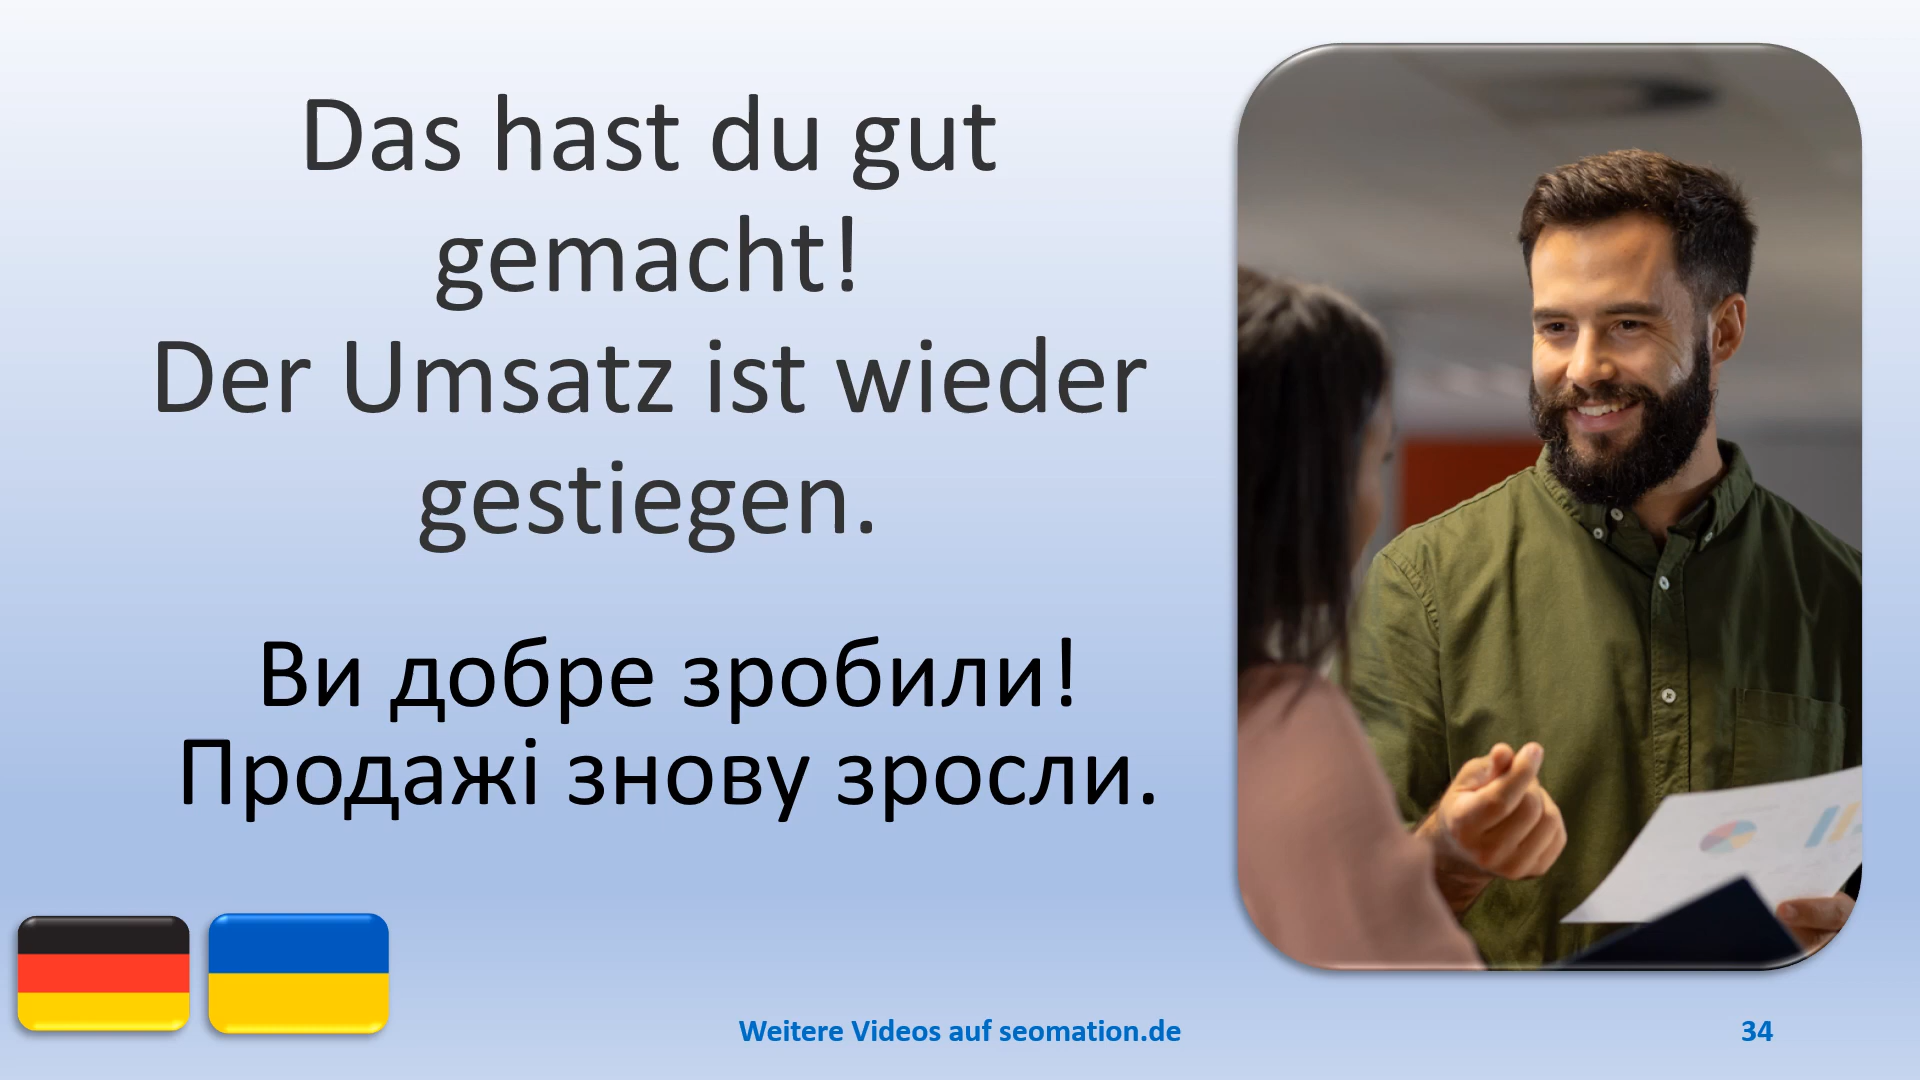 Das hast du gut
gemacht!
Der Umsatz ist wieder
gestiegen.
Ви добре зробили!
Продажі знову зросли.
Weitere Videos auf seomation.de
34